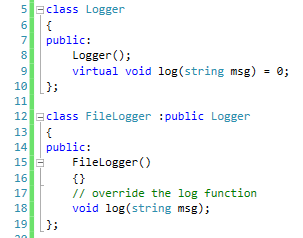 5 class Logger
6 {
7 public:
8     Logger();
9     virtual void log(string msg) = 0;
10 };
11
12 class FileLogger :public Logger
13 {
14 public:
15     FileLogger()
16     {}
17     // override the log function
18     void log(string msg);
19 };